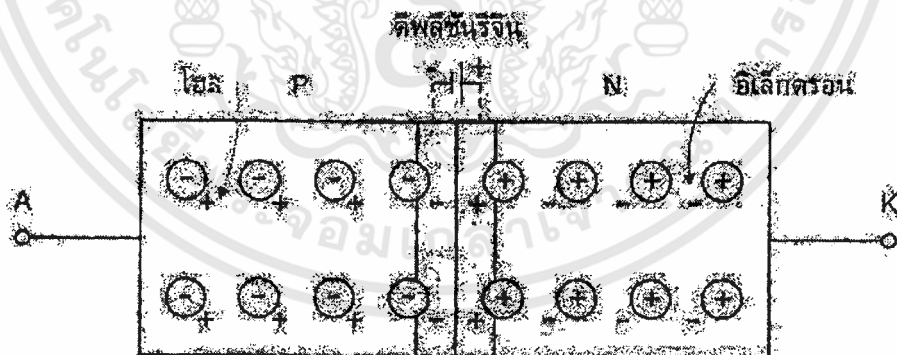 ดีพลีชันรีจิน
- +
โฮล P N อิเล็กตรอน
- - - - + + + +
A + + + - + - - - K
- - - - + + + +
+ + + - + - - -